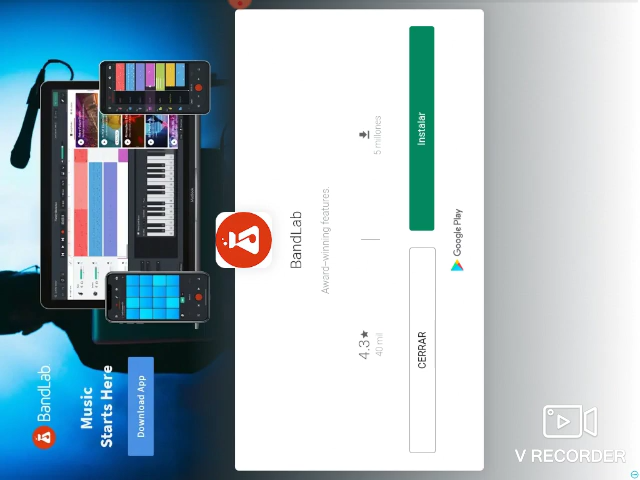 BandLab
Music
Starts Here
Download App
BandLab
Award-winning features.
4.3★
40 mil
5 millones
CERRAR
Instalar
Google Play
V RECORDER